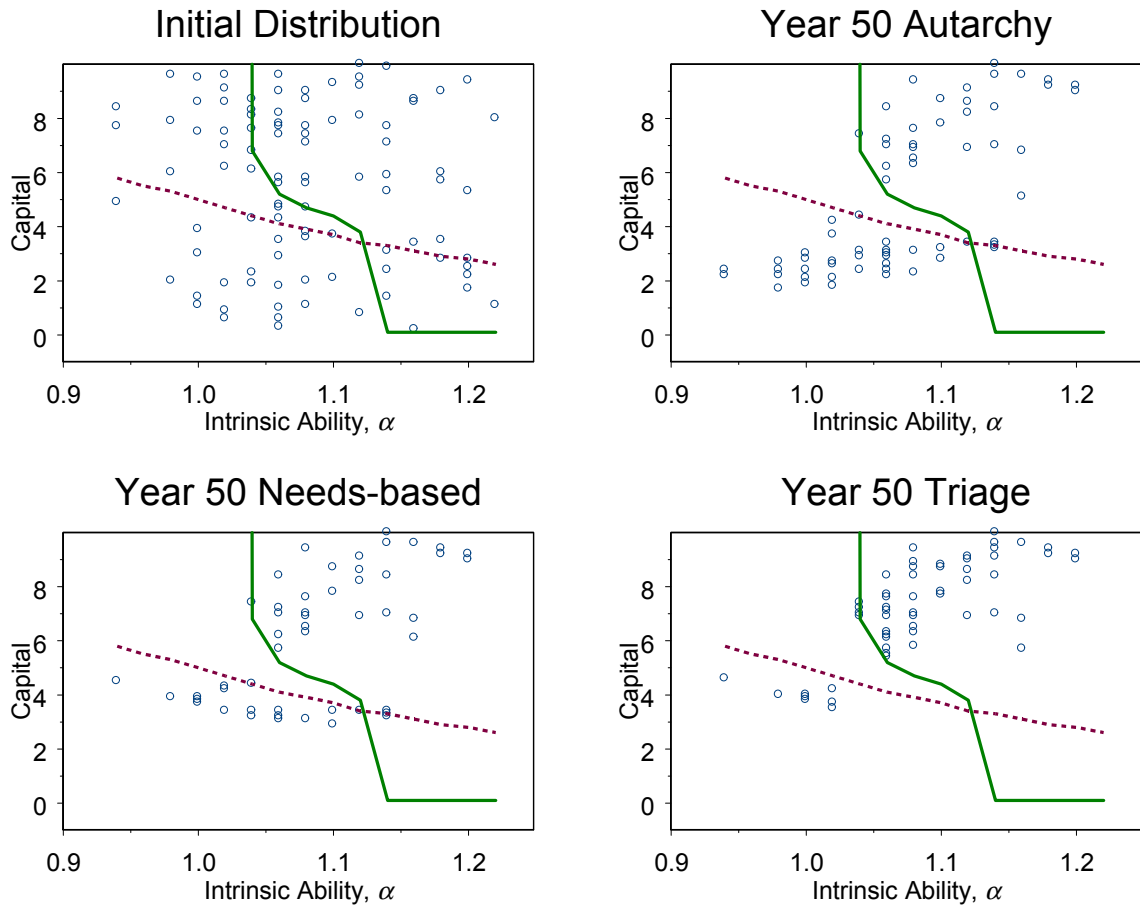 Initial Distribution
Capital
8
6
4
2
0
0.9 1.0 1.1 1.2
Intrinsic Ability, α
Year 50 Autarchy
Capital
8
6
4
2
0
0.9 1.0 1.1 1.2
Intrinsic Ability, α
Year 50 Needs-based
Capital
8
6
4
2
0
0.9 1.0 1.1 1.2
Intrinsic Ability, α
Year 50 Triage
Capital
8
6
4
2
0
0.9 1.0 1.1 1.2
Intrinsic Ability, α